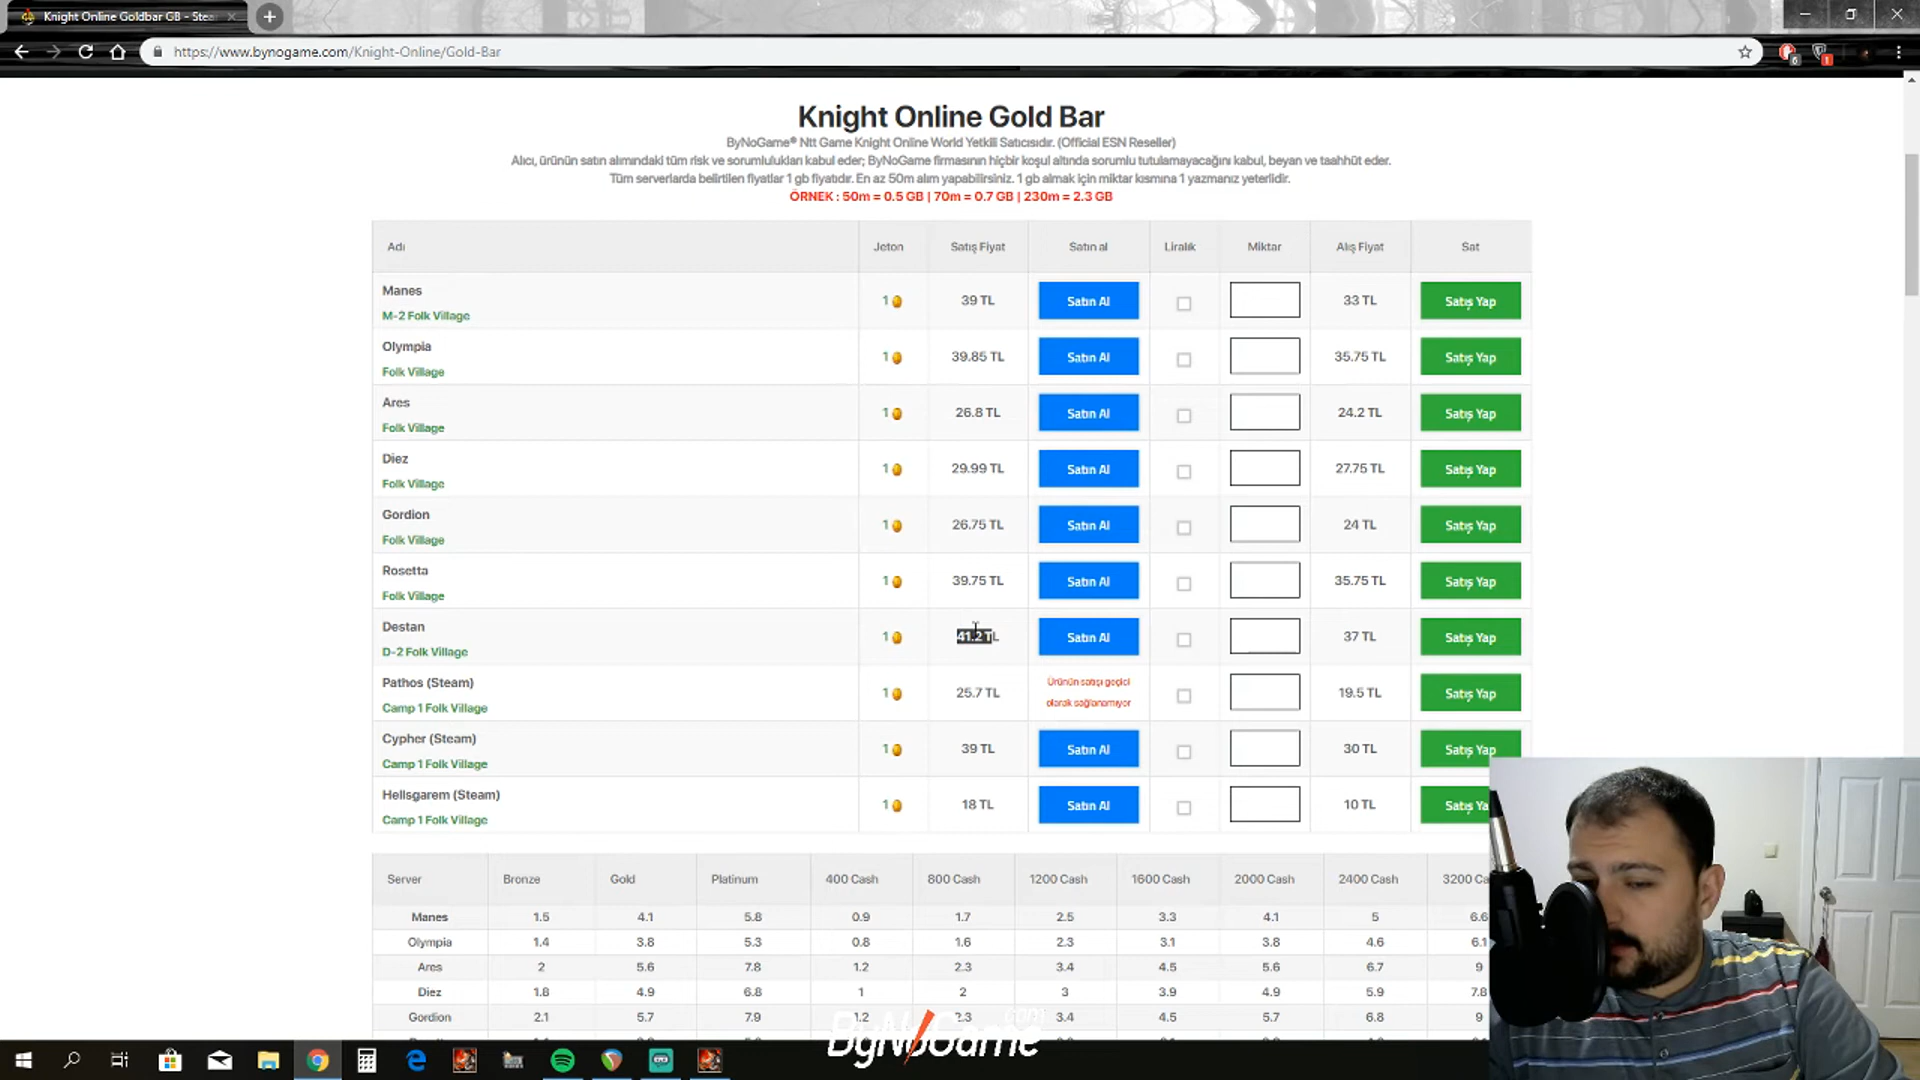 Knight Online Goldbar GB - Stea
https://www.bynogame.com/Knight-Online/Gold-Bar
6
1
Knight Online Gold Bar
ByNoGame® Ntt Game Knight Online World Yetkili Satıcısıdır. (Official ESN Reseller)
Alıcı, ürünün satın alımındaki tüm risk ve sorumlulukları kabul eder; ByNoGame firmasının hiçbir koşul altında sorumlu tutulamayacağını kabul, beyan ve taahhüt eder.
Tüm serverlarda belirtilen fiyatlar 1 gb fiyatıdır. En az 50m alım yapabilirsiniz. 1 gb almak için miktar kısmına 1 yazmanız yeterlidir.
ÖRNEK : 50m = 0.5 GB | 70m = 0.7 GB | 230m = 2.3 GB
Adı Jeton Satış Fiyat Satın al Liralık Miktar Alış Fiyat Sat
Manes 1 39 TL Satın Al 33 TL Satış Yap
M-2 Folk Village
Olympia 1 39.85 TL Satın Al 35.75 TL Satış Yap
Folk Village
Ares 1 26.8 TL Satın Al 24.2 TL Satış Yap
Folk Village
Diez 1 29.99 TL Satın Al 27.75 TL Satış Yap
Folk Village
Gordion 1 26.75 TL Satın Al 24 TL Satış Yap
Folk Village
Rosetta 1 39.75 TL Satın Al 35.75 TL Satış Yap
Folk Village
Destan 1 41.2 TL Satın Al 37 TL Satış Yap
D-2 Folk Village
Pathos (Steam) 1 25.7 TL Ürünün satışı geçici olarak sağlanamıyor 19.5 TL Satış Yap
Camp 1 Folk Village
Cypher (Steam) 1 39 TL Satın Al 30 TL Satış Yap
Camp 1 Folk Village
Hellsgarem (Steam) 1 18 TL Satın Al 10 TL Satış Ya
Camp 1 Folk Village
Server Bronze Gold Platinum 400 Cash 800 Cash 1200 Cash 1600 Cash 2000 Cash 2400 Cash 3200 Ca
Manes 1.5 4.1 5.8 0.9 1.7 2.5 3.3 4.1 5 6.6
Olympia 1.4 3.8 5.3 0.8 1.6 2.3 3.1 3.8 4.6 6.1
Ares 2 5.6 7.8 1.2 2.3 3.4 4.5 5.6 6.7 9
Diez 1.8 4.9 6.8 1 2 3 3.9 4.9 5.9 7.8
Gordion 2.1 5.7 7.9 1.2 2.3 3.4 4.5 5.7 6.8 9
ByNoGame